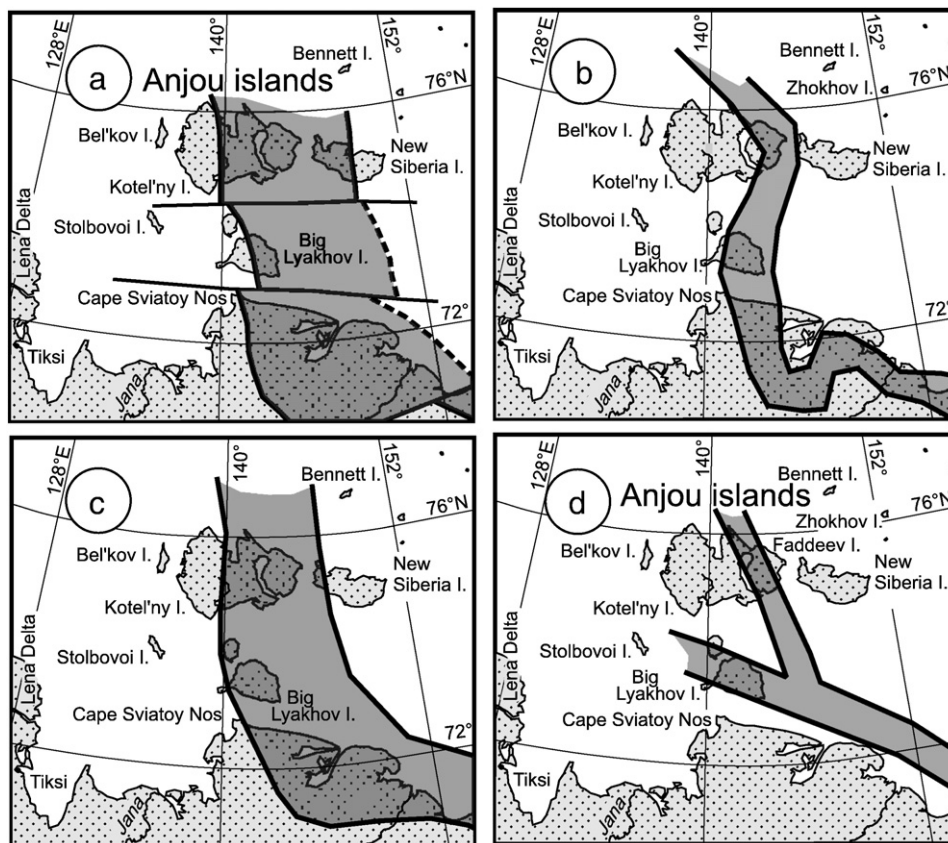 a
128°E
140°
152°
Bennett I.
76°N
Anjou islands
Bel'kov I.
New
Siberia I.
Kotel'ny I.
Stolbovoi I.
Lena Delta
Big
Lyakhov I.
Cape Sviatoy Nos
72°
Tiksi
Jana
b
128°E
140°
152°
Bennett I.
76°N
Zhokhov I.
Bel'kov I.
New
Siberia I.
Kotel'ny I.
Stolbovoi I.
Lena Delta
Big
Lyakhov I.
Cape Sviatoy Nos
72°
Tiksi
Jana
c
128°E
140°
152°
Bennett I.
76°N
Bel'kov I.
New
Siberia I.
Kotel'ny I.
Stolbovoi I.
Lena Delta
Big
Lyakhov I.
Cape Sviatoy Nos
72°
Tiksi
Jana
d
128°E
140°
152°
Bennett I.
76°N
Anjou islands
Zhokhov I.
Faddeev I.
Bel'kov I.
New
Siberia I.
Kotel'ny I.
Stolbovoi I.
Lena Delta
Big
Lyakhov I.
Cape Sviatoy Nos
72°
Tiksi
Jana